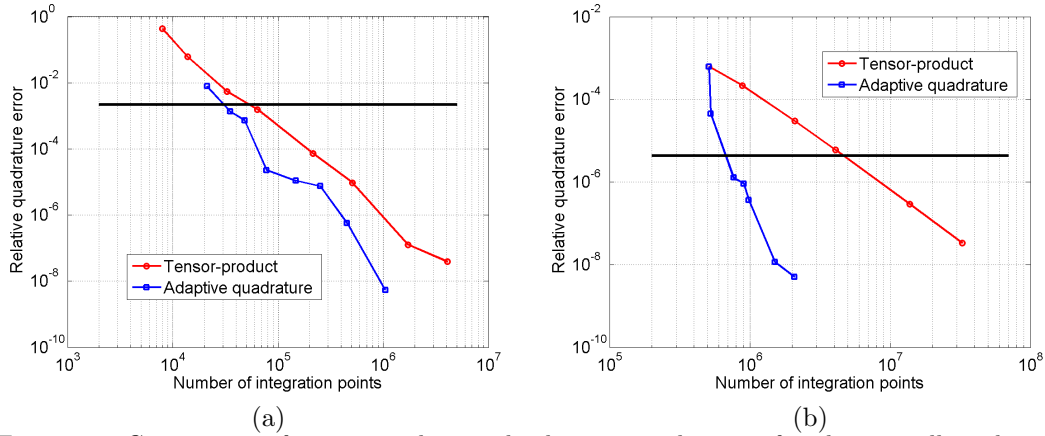 10^0
10^-2
10^-4
10^-6
10^-8
10^-10
Relative quadrature error
Tensor-product
Adaptive quadrature
10^3
10^4
10^5
10^6
10^7
Number of integration points
(a)
10^-2
10^-4
10^-6
10^-8
10^-10
Relative quadrature error
Tensor-product
Adaptive quadrature
10^5
10^6
10^7
10^8
Number of integration points
(b)